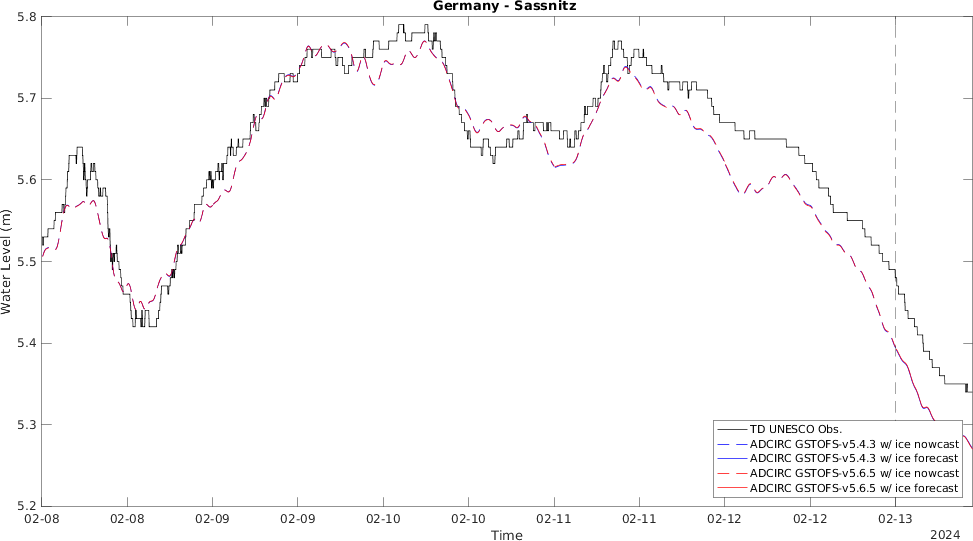 Germany - Sassnitz
5.8
5.7
5.6
5.5
5.4
5.3
5.2
Water Level (m)
TD UNESCO Obs.
ADCIRC GSTOFS-v5.4.3 w/ ice nowcast
ADCIRC GSTOFS-v5.4.3 w/ ice forecast
ADCIRC GSTOFS-v5.6.5 w/ ice nowcast
ADCIRC GSTOFS-v5.6.5 w/ ice forecast
02-08 02-08 02-09 02-09 02-10 02-10 02-11 02-11 02-12 02-12 02-13
Time
2024